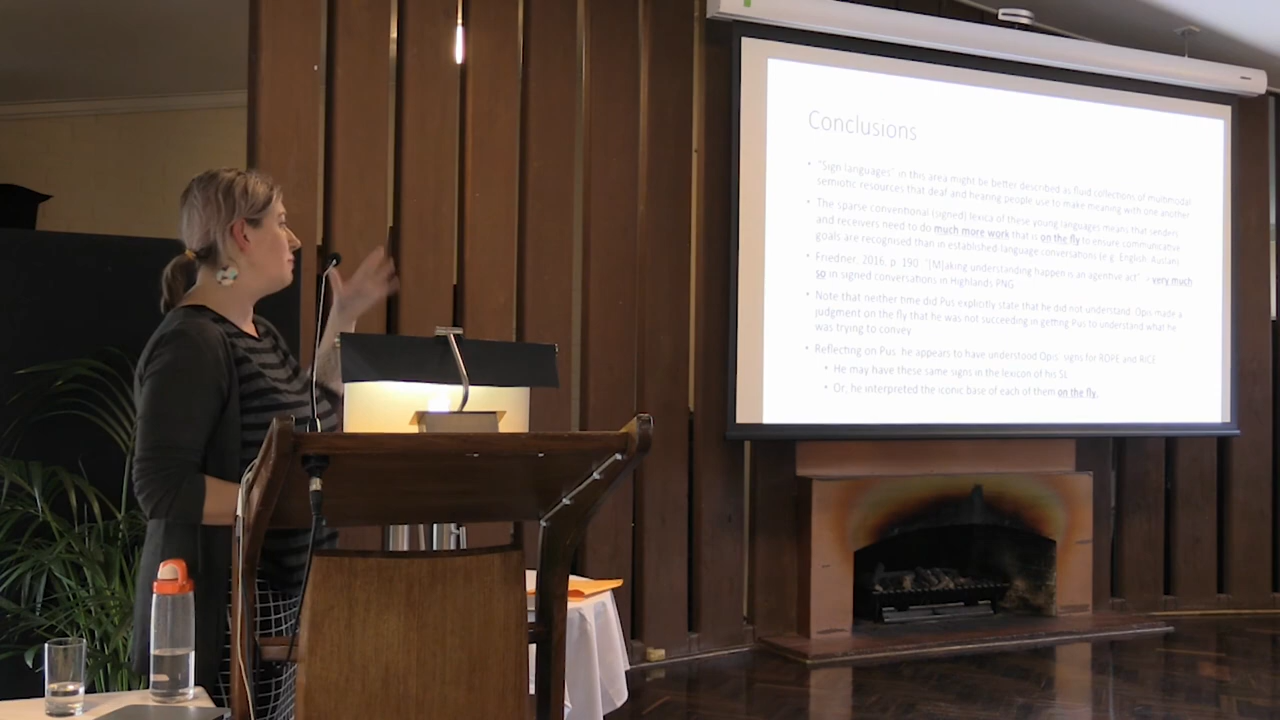 Conclusions
• "Sign languages" in this area might be better described as fluid collections of multimodal
semiotic resources that deaf and hearing people use to make meaning with one another
• The sparse conventional (signed) lexica of these young languages means that senders
and receivers need to do much more work that is on the fly to ensure communicative
goals are recognised than in established language conversations (e.g. English, Auslan)
• Friedner, 2016, p. 190: "[M]aking understanding happen is an agentive act" - very much
so in signed conversations in Highlands PNG
• Note that neither time did Pus explicitly state that he did not understand. Opis made a
judgment on the fly that he was not succeeding in getting Pus to understand what he
was trying to convey
• Reflecting on Pus: he appears to have understood Opis' signs for ROPE and RICE
• He may have these same signs in the lexicon of his SL
• Or, he interpreted the iconic base of each of them on the fly.